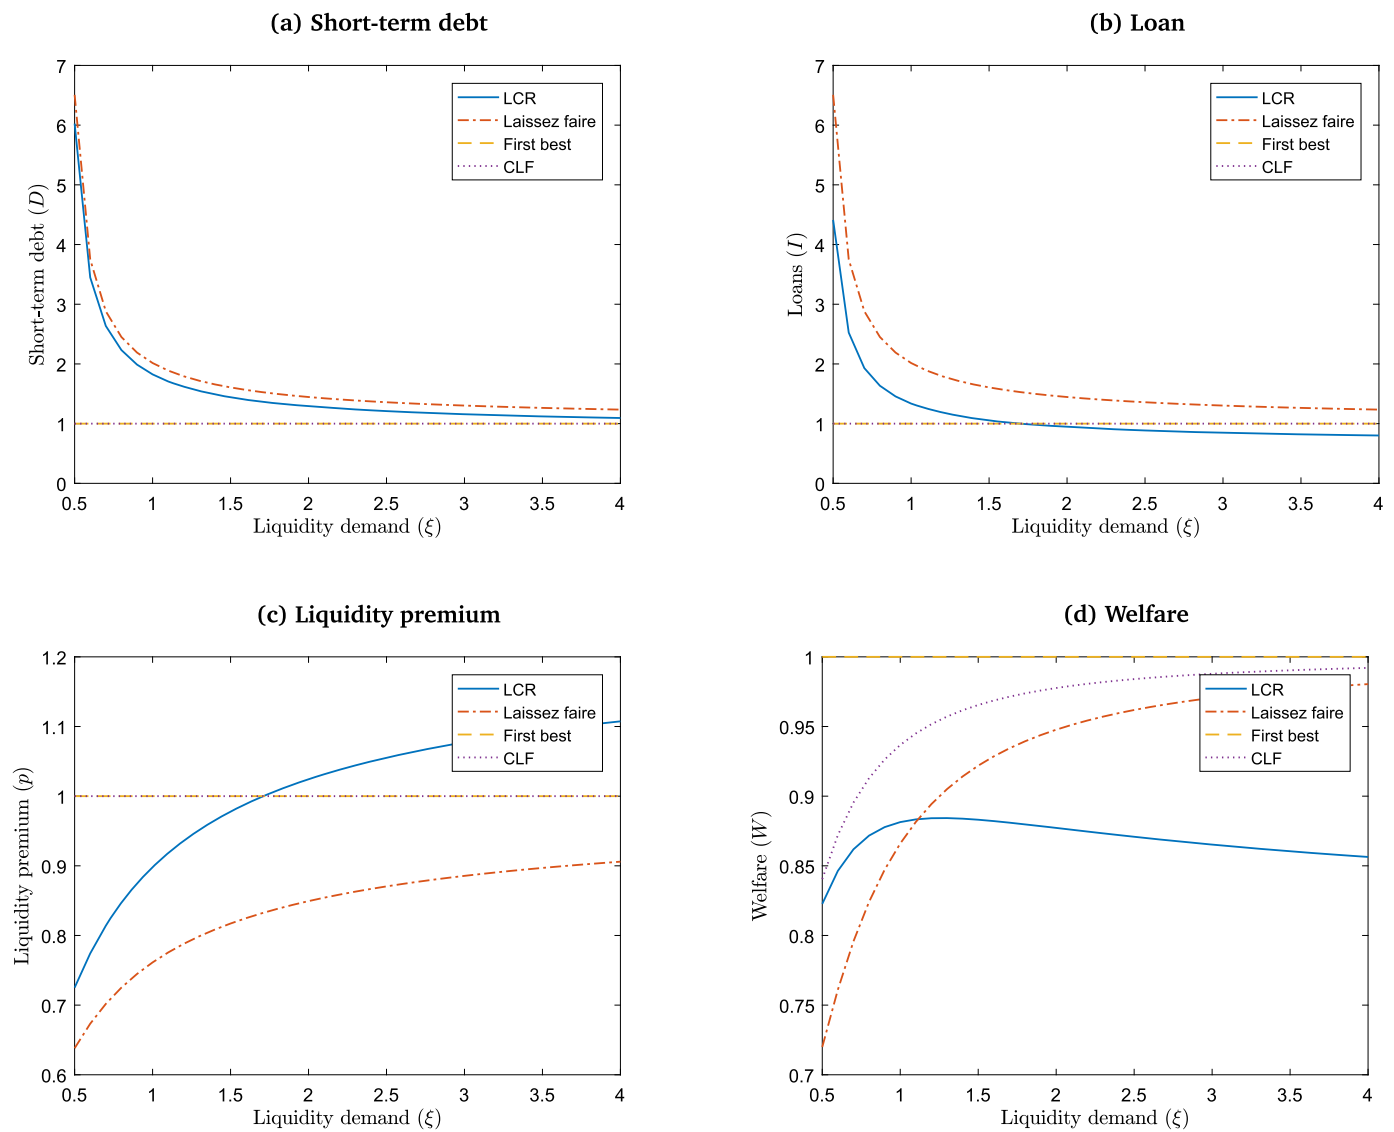 (a) Short-term debt
7
6
5
4
3
2
1
0
Short-term debt (D)
LCR
Laissez faire
First best
CLF
0.5 1 1.5 2 2.5 3 3.5 4
Liquidity demand (ξ)
(b) Loan
7
6
5
4
3
2
1
0
Loans (I)
LCR
Laissez faire
First best
CLF
0.5 1 1.5 2 2.5 3 3.5 4
Liquidity demand (ξ)
(c) Liquidity premium
1.2
1.1
1
0.9
0.8
0.7
0.6
Liquidity premium (p)
LCR
Laissez faire
First best
CLF
0.5 1 1.5 2 2.5 3 3.5 4
Liquidity demand (ξ)
(d) Welfare
1
0.95
0.9
0.85
0.8
0.75
0.7
Welfare (W)
LCR
Laissez faire
First best
CLF
0.5 1 1.5 2 2.5 3 3.5 4
Liquidity demand (ξ)